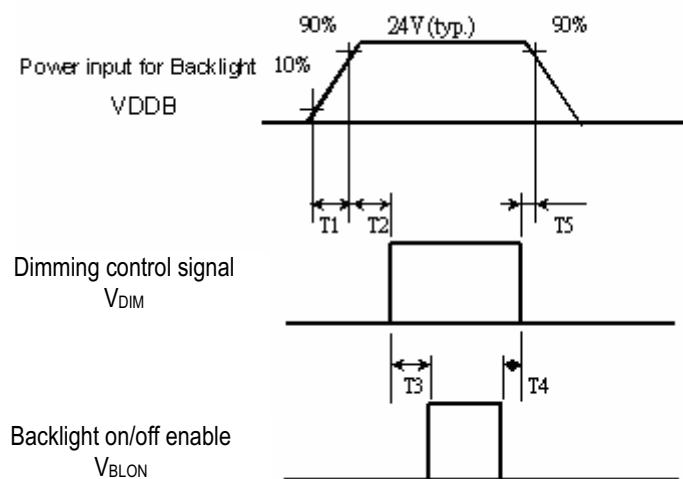 90%
24V (typ.)
90%
Power input for Backlight
10%
VDDB
T1
T2
T5
Dimming control signal
VDIM
T3
T4
Backlight on/off enable
VBLON